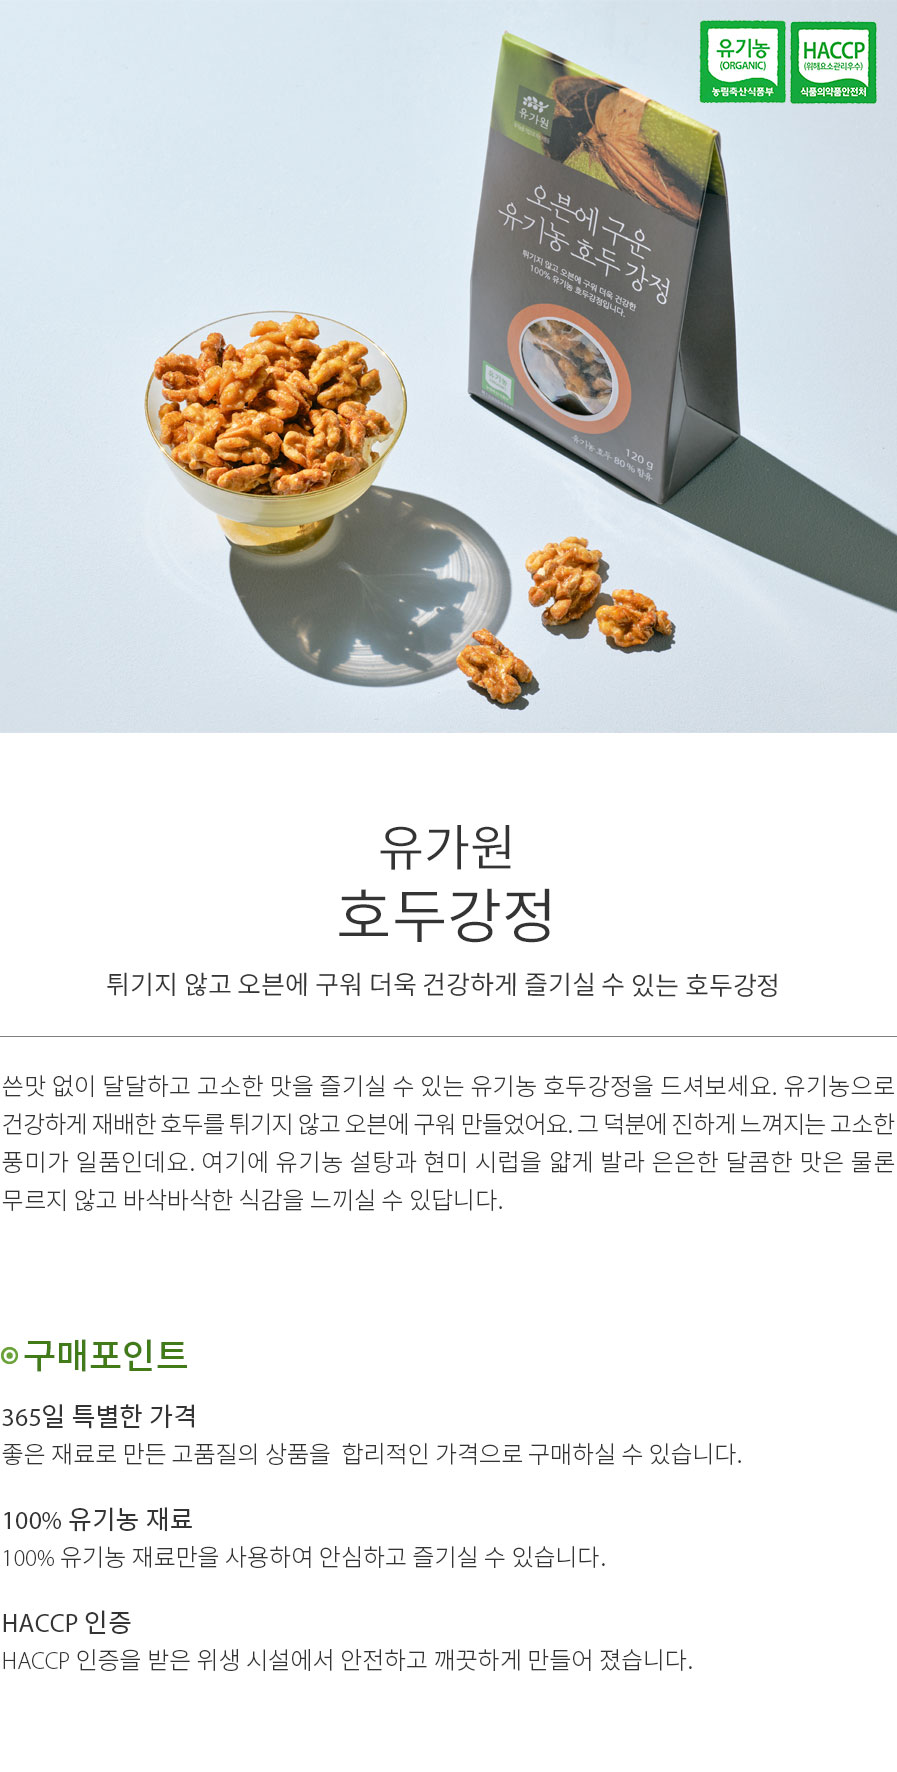 유기농
(ORGANIC)
농림축산식품부
HACCP
(위해요소관리우수)
식품의약품안전처
유가원
오븐에 구운
유기농 호두 강정
튀기지 않고 오븐에 구워 더욱 건강한
100% 유기농 호두강정입니다.
유기농
120 g
유기농 호두 80 % 함유
유가원
호두강정
튀기지 않고 오븐에 구워 더욱 건강하게 즐기실 수 있는 호두강정
쓴맛 없이 달달하고 고소한 맛을 즐기실 수 있는 유기농 호두강정을 드셔보세요. 유기농으로
건강하게 재배한 호두를 튀기지 않고 오븐에 구워 만들었어요. 그 덕분에 진하게 느껴지는 고소한
풍미가 일품인데요. 여기에 유기농 설탕과 현미 시럽을 얇게 발라 은은한 달콤한 맛은 물론
무르지 않고 바삭바삭한 식감을 느끼실 수 있답니다.
구매포인트
365일 특별한 가격
좋은 재료로 만든 고품질의 상품을 합리적인 가격으로 구매하실 수 있습니다.
100% 유기농 재료
100% 유기농 재료만을 사용하여 안심하고 즐기실 수 있습니다.
HACCP 인증
HACCP 인증을 받은 위생 시설에서 안전하고 깨끗하게 만들어 졌습니다.